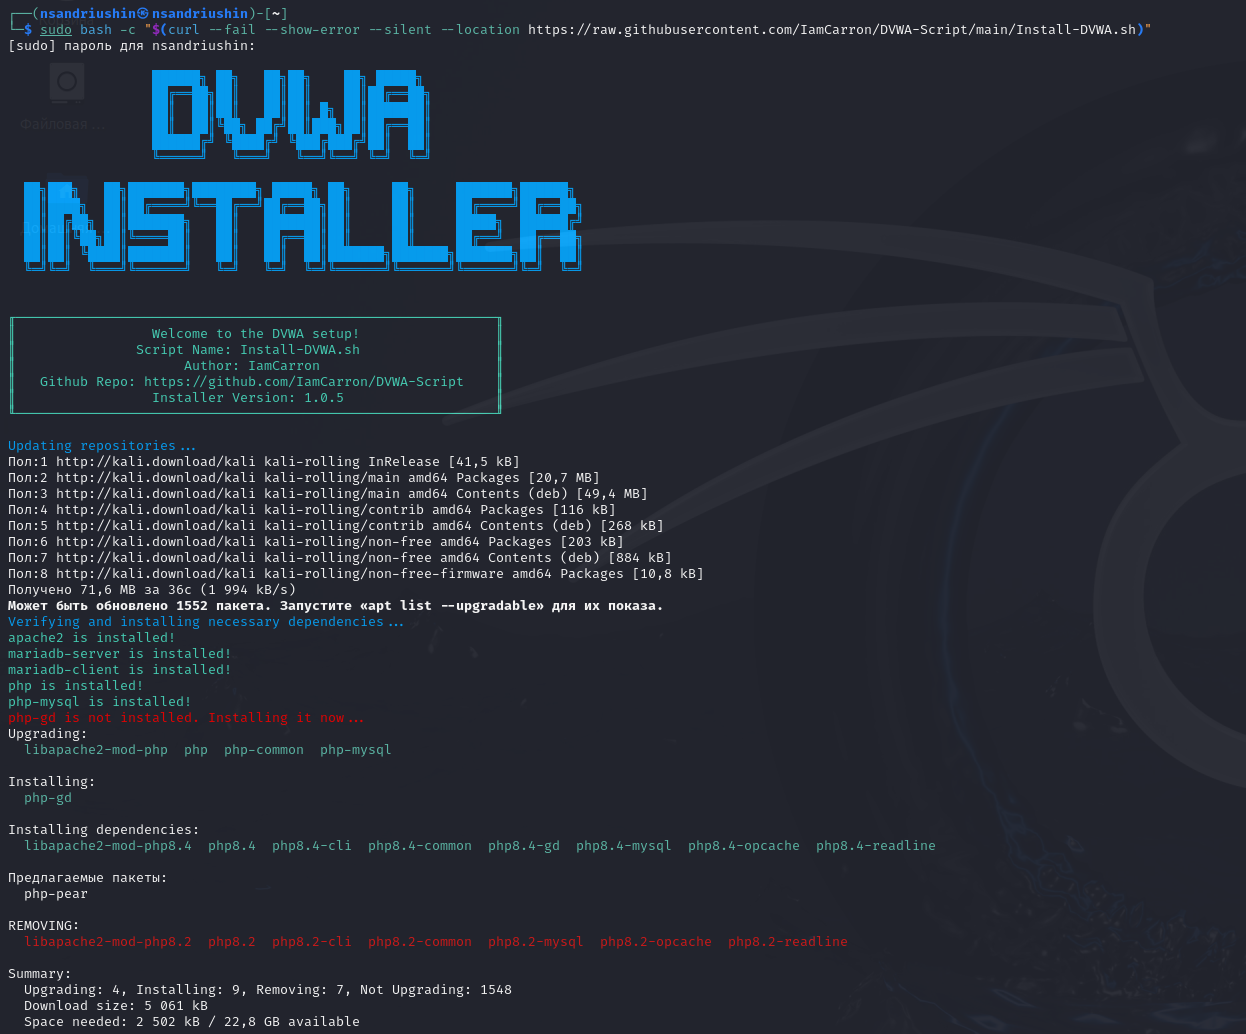 ┌──(nsandriushin㉿nsandriushin)-[~]
└─$ sudo bash -c "$(curl --fail --show-error --silent --location https://raw.githubusercontent.com/IamCarron/DVWA-Script/main/Install-DVWA.sh)"
[sudo] пароль для nsandriushin:
DVWA
INSTALLER
Welcome to the DVWA setup!
Script Name: Install-DVWA.sh
Author: IamCarron
Github Repo: https://github.com/IamCarron/DVWA-Script
Installer Version: 1.0.5
Updating repositories...
Пол:1 http://kali.download/kali kali-rolling InRelease [41,5 kB]
Пол:2 http://kali.download/kali kali-rolling/main amd64 Packages [20,7 MB]
Пол:3 http://kali.download/kali kali-rolling/main amd64 Contents (deb) [49,4 MB]
Пол:4 http://kali.download/kali kali-rolling/contrib amd64 Packages [116 kB]
Пол:5 http://kali.download/kali kali-rolling/contrib amd64 Contents (deb) [268 kB]
Пол:6 http://kali.download/kali kali-rolling/non-free amd64 Packages [203 kB]
Пол:7 http://kali.download/kali kali-rolling/non-free amd64 Contents (deb) [884 kB]
Пол:8 http://kali.download/kali kali-rolling/non-free-firmware amd64 Packages [10,8 kB]
Получено 71,6 MB за 36с (1 994 kB/s)
Может быть обновлено 1552 пакета. Запустите «apt list --upgradable» для их показа.
Verifying and installing necessary dependencies...
apache2 is installed!
mariadb-server is installed!
mariadb-client is installed!
php is installed!
php-mysql is installed!
php-gd is not installed. Installing it now...
Upgrading:
libapache2-mod-php  php  php-common  php-mysql
Installing:
php-gd
Installing dependencies:
libapache2-mod-php8.4  php8.4  php8.4-cli  php8.4-common  php8.4-gd  php8.4-mysql  php8.4-opcache  php8.4-readline
Предлагаемые пакеты:
php-pear
REMOVING:
libapache2-mod-php8.2  php8.2  php8.2-cli  php8.2-common  php8.2-mysql  php8.2-opcache  php8.2-readline
Summary:
Upgrading: 4, Installing: 9, Removing: 7, Not Upgrading: 1548
Download size: 5 061 kB
Space needed: 2 502 kB / 22,8 GB available